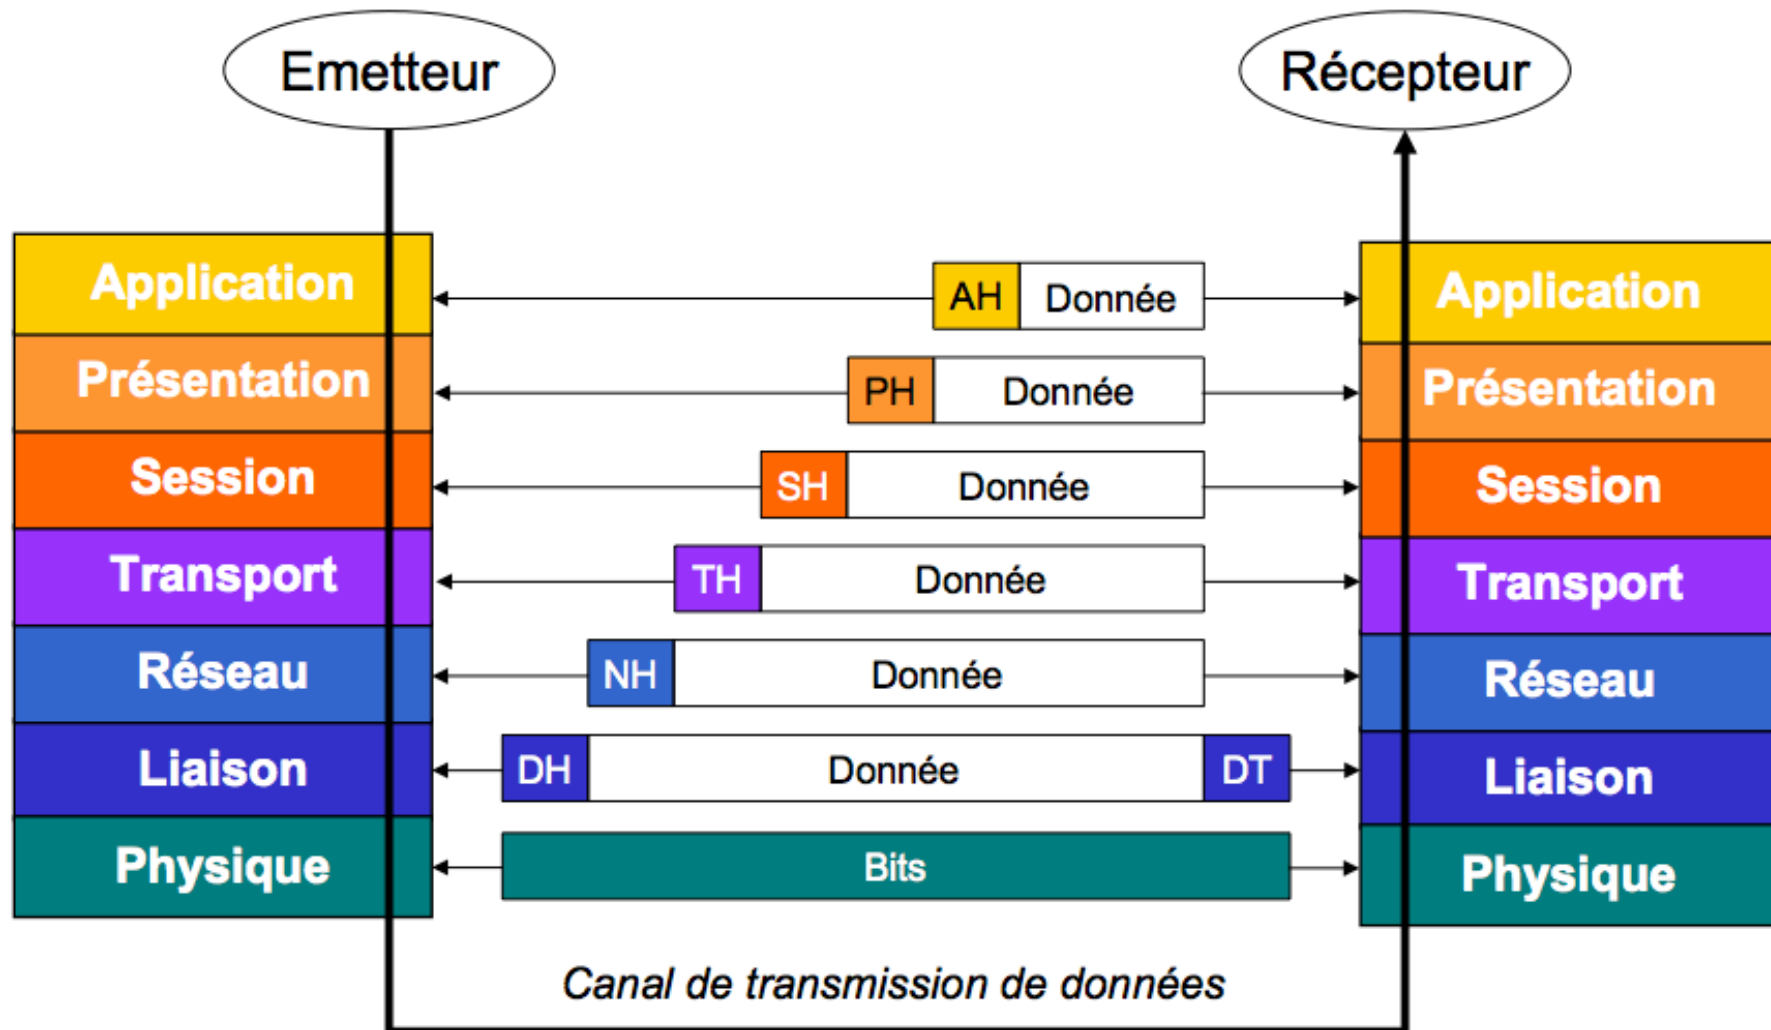 Emetteur
Récepteur
Application
AH Donnée
Application
Présentation
PH Donnée
Présentation
Session
SH Donnée
Session
Transport
TH Donnée
Transport
Réseau
NH Donnée
Réseau
Liaison
DH Donnée DT
Liaison
Physique
Bits
Physique
Canal de transmission de données